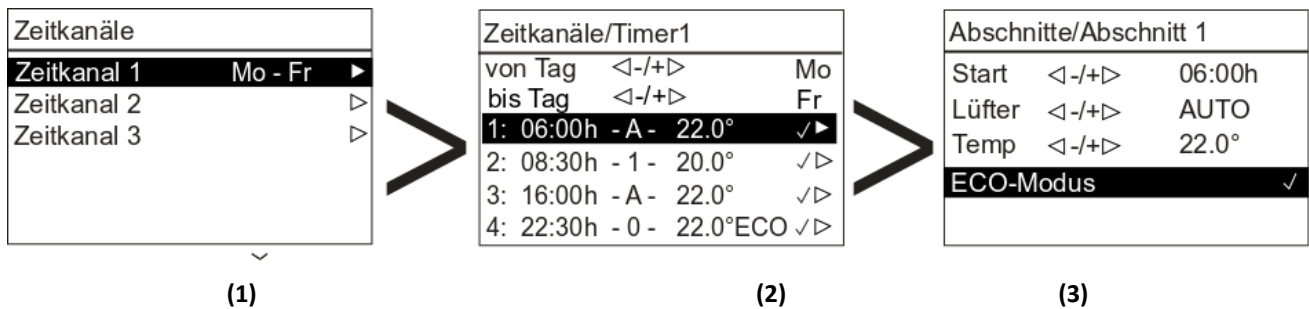 Zeitkanäle
Zeitkanal 1 Mo - Fr ▶
Zeitkanal 2 ▷
Zeitkanal 3 ▷
(1)
Zeitkanäle/Timer1
von Tag ◁-/+▷ Mo
bis Tag ◁-/+▷ Fr
1: 06:00h - A - 22.0° ✓▶
2: 08:30h - 1 - 20.0° ✓▷
3: 16:00h - A - 22.0° ✓▷
4: 22:30h - 0 - 22.0°ECO ✓▷
(2)
Abschnitte/Abschnitt 1
Start ◁-/+▷ 06:00h
Lüfter ◁-/+▷ AUTO
Temp ◁-/+▷ 22.0°
ECO-Modus ✓
(3)